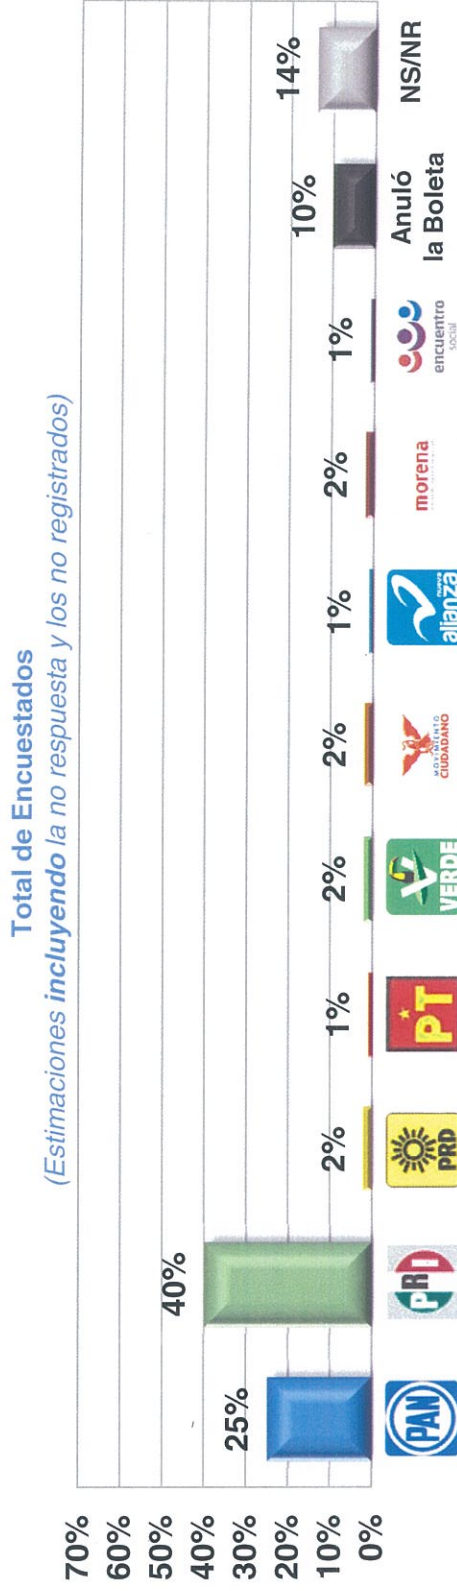 Total de Encuestados
(Estimaciones incluyendo la no respuesta y los no registrados)
70%
60%
50%
40%
30%
20%
10%
0%
25%
40%
2%
1%
2%
2%
1%
2%
1%
10%
14%
PAN
PRI
PRD
PT
VERDE
MOVIMIENTO
CIUDADANO
nueva
alianza
morena
encuentro
social
Anuló
la Boleta
NS/NR